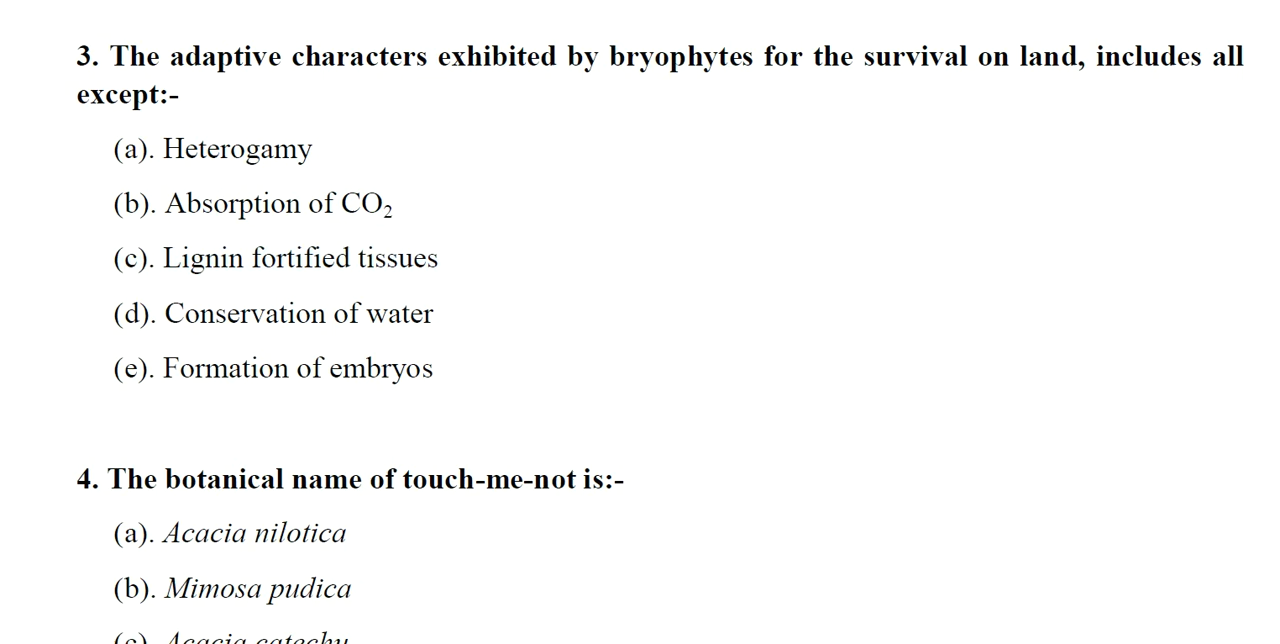 3. The adaptive characters exhibited by bryophytes for the survival on land, includes all
except:-
(a). Heterogamy
(b). Absorption of CO₂
(c). Lignin fortified tissues
(d). Conservation of water
(e). Formation of embryos
4. The botanical name of touch-me-not is:-
(a). Acacia nilotica
(b). Mimosa pudica
(c). Acacia catechu